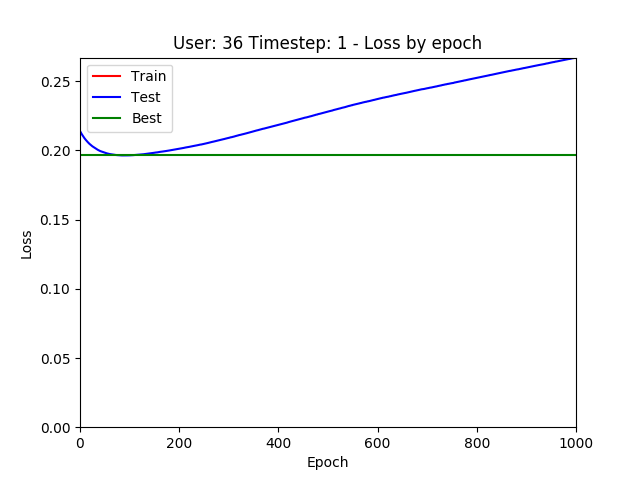 User: 36 Timestep: 1 - Loss by epoch
Train
Test
Best
0.25
0.20
0.15
0.10
0.05
0.00
Loss
0 200 400 600 800 1000
Epoch